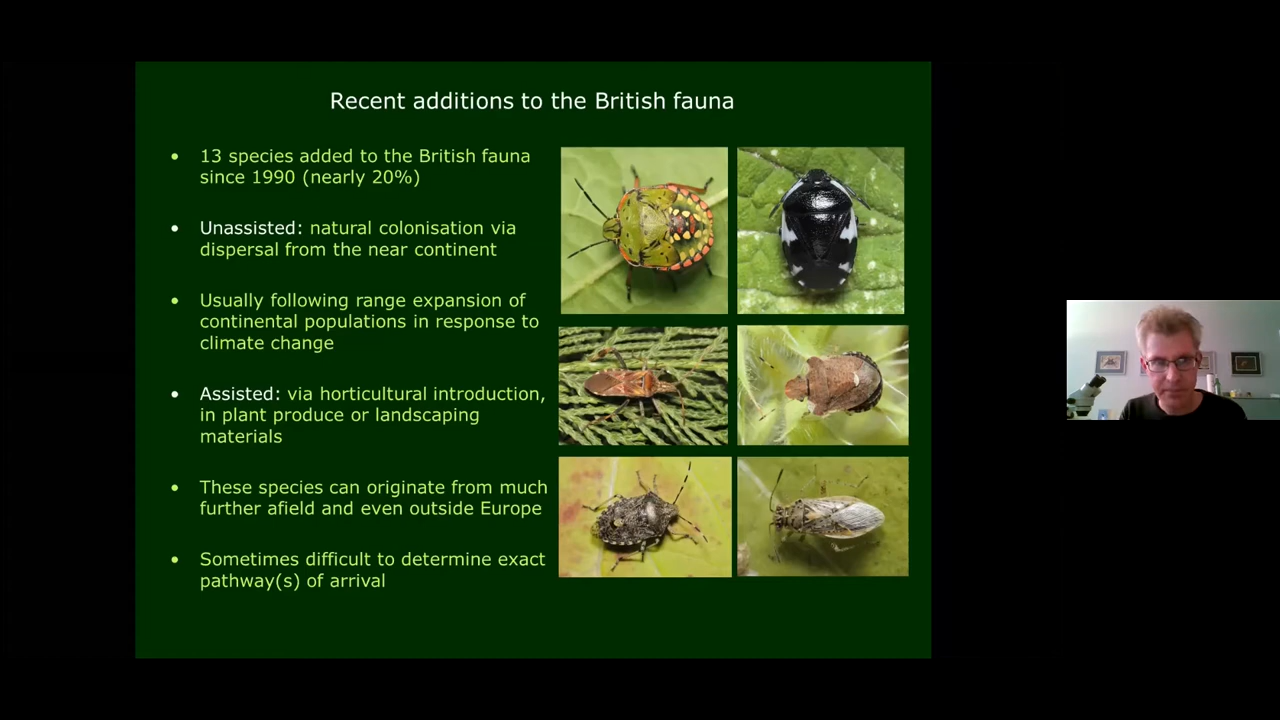 Recent additions to the British fauna
• 13 species added to the British fauna
since 1990 (nearly 20%)
• Unassisted: natural colonisation via
dispersal from the near continent
• Usually following range expansion of
continental populations in response to
climate change
• Assisted: via horticultural introduction,
in plant produce or landscaping
materials
• These species can originate from much
further afield and even outside Europe
• Sometimes difficult to determine exact
pathway(s) of arrival